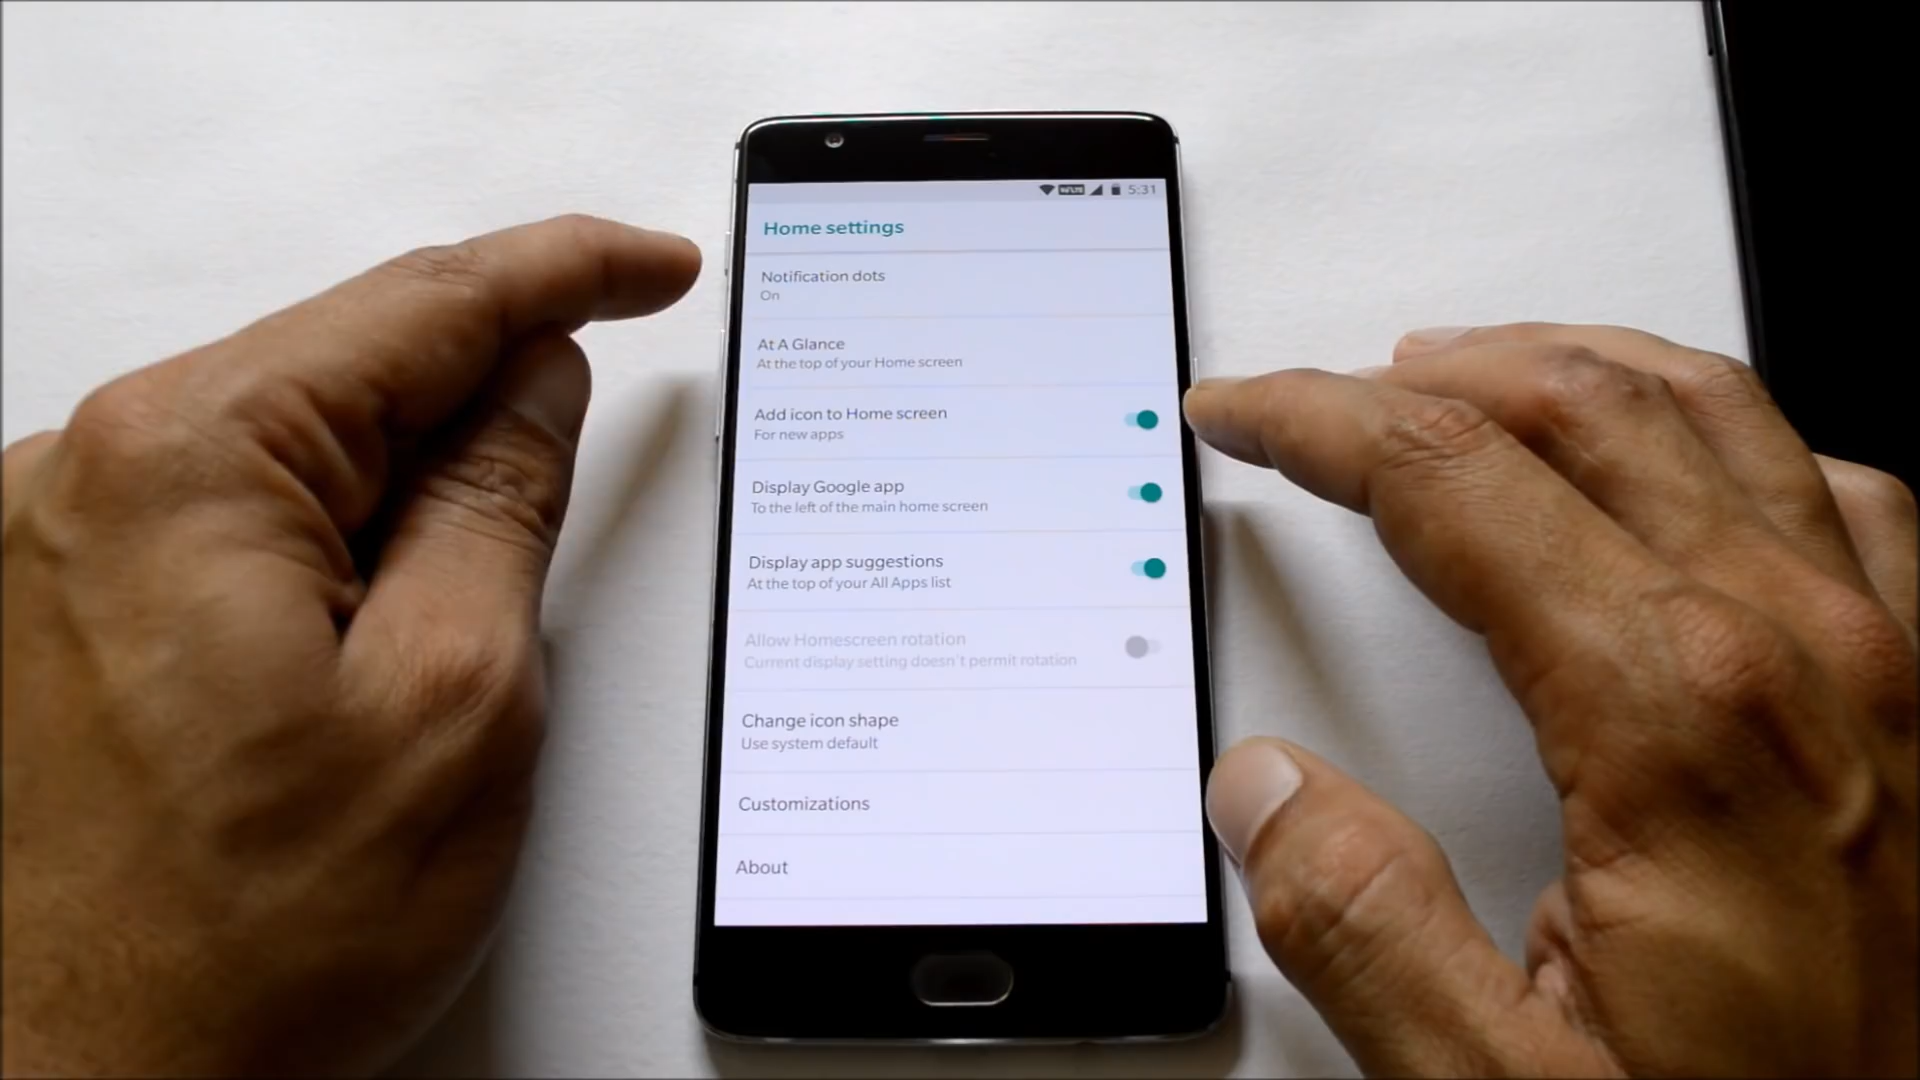 5:31
Home settings
Notification dots
On
At A Glance
At the top of your Home screen
Add icon to Home screen
For new apps
Display Google app
To the left of the main home screen
Display app suggestions
At the top of your All Apps list
Allow Homescreen rotation
Current display setting doesn't permit rotation
Change icon shape
Use system default
Customizations
About